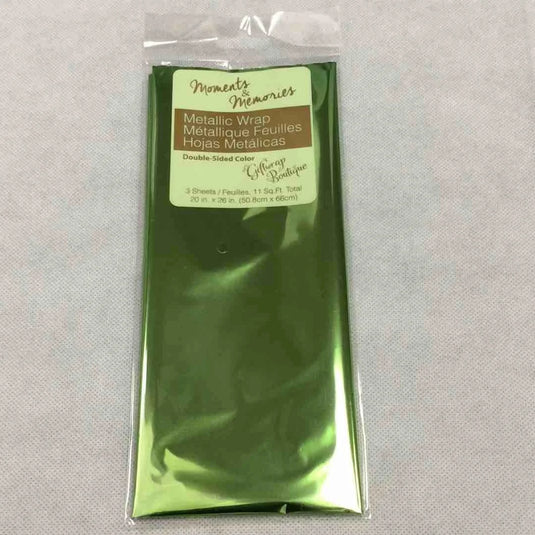 Moments
& Memories
Metallic Wrap
Métallique Feuilles
Hojas Metálicas
Double-Sided Color
The Giftwrap
Boutique
3 Sheets / Feuilles, 11 Sq.Ft. Total
20 in. x 26 in. (50.8cm x 66cm)